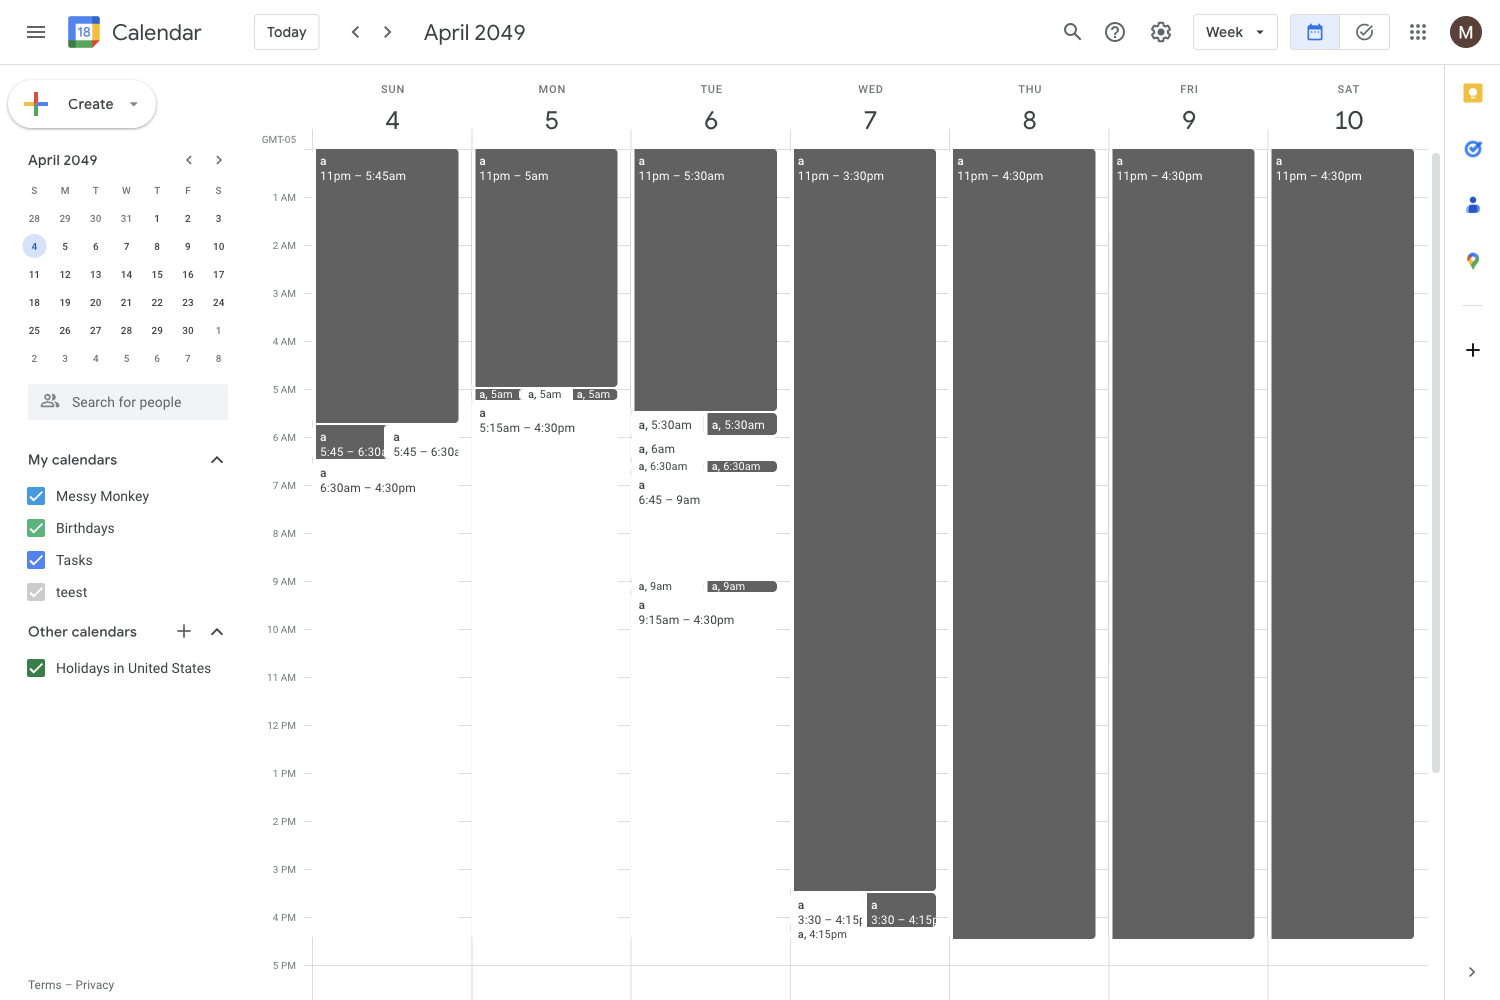 18 Calendar Today April 2049 Week M
Create
SUN MON TUE WED THU FRI SAT
4 5 6 7 8 9 10
GMT-05
April 2049
S M T W T F S
28 29 30 31 1 2 3
4 5 6 7 8 9 10
11 12 13 14 15 16 17
18 19 20 21 22 23 24
25 26 27 28 29 30 1
2 3 4 5 6 7 8
Search for people
My calendars
Messy Monkey
Birthdays
Tasks
teest
Other calendars
Holidays in United States
Terms – Privacy
1 AM
2 AM
3 AM
4 AM
5 AM
6 AM
7 AM
8 AM
9 AM
10 AM
11 AM
12 PM
1 PM
2 PM
3 PM
4 PM
5 PM
a
11pm – 5:45am
a
5:45 – 6:30a
a
5:45 – 6:30a
a
6:30am – 4:30pm
a
11pm – 5am
a, 5am
a, 5am
a, 5am
a
5:15am – 4:30pm
a
11pm – 5:30am
a, 5:30am
a, 5:30am
a, 6am
a, 6:30am
a, 6:30am
a
6:45 – 9am
a, 9am
a, 9am
a
9:15am – 4:30pm
a
11pm – 3:30pm
a
3:30 – 4:15p
a
3:30 – 4:15p
a, 4:15pm
a
11pm – 4:30pm
a
11pm – 4:30pm
a
11pm – 4:30pm